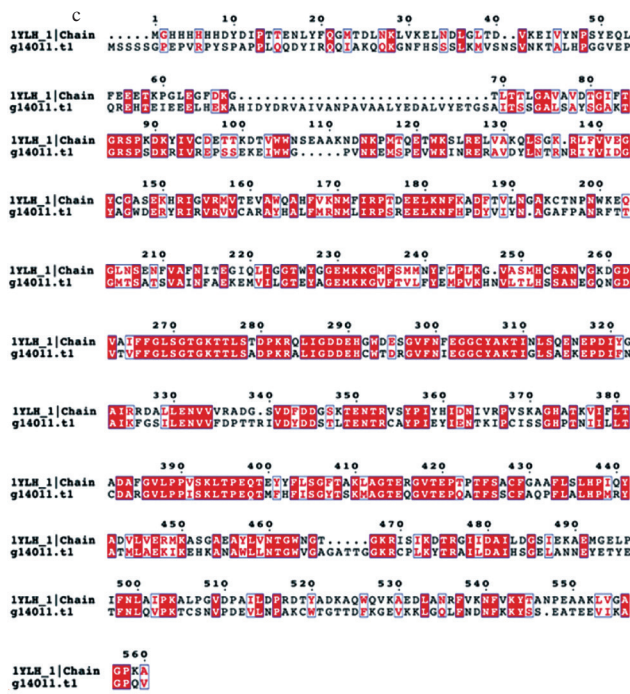 c
1 10 20 30 40 50
1YLH_1|Chain .....MGHHHHHHDYDIPTTENLYFQGMTDLNKLVKELNDLGLTD.VKEIVYNPSYEQL
g14011.t1 MSSSSGPEPVRPYSPAPPLQQDYIRQQIAKQQKGNFHSSLKMVSNSVNKTALHPGGVEP
60 70 80
1YLH_1|Chain FEEETKPGLEGFDKG.............................TLTTLGAVAVDTGIFT
g14011.t1 QREHTEIEEELHEKAHIDYDRVAIVANPAVAALYEDALVYETGSAITSSGALSAYSGAKT
90 100 110 120 130 140
1YLH_1|Chain GRSPKDKYIVCDETTKDTVWWNSEAAKNDNKPMTQETWKSLRELVAKQLSGK.RLFVVEG
g14011.t1 GRSPSDKRIVREPSSEKEIWWG.....PVNKEMSPEVWKINRERAVDYLNTRNRIYVIDG
150 160 170 180 190 200
1YLH_1|Chain YCGASEKHRIGVRMVTEVAWQAHFVKNMFIRPTDEELKNFKADFTVLNGAKCTNPNWKEQ
g14011.t1 YAGWDERYRIRVRVVCARAYHALFMRNMLIRPSREELKNFHPDYVIYN.AGAFPANRFTT
210 220 230 240 250 260
1YLH_1|Chain GLNSENFVAFNITEGIQLIGGTWYGGEMKKGMFSMMNYFLPLKG.VASMHCSANVGKDGD
g14011.t1 GMTSATSVAINFAEKEMVILGTEYAGEMKKGVFTVLFYEMPVKHNVLTLHSSANEGQNGD
270 280 290 300 310 320
1YLH_1|Chain VAIFFGLSGTGKTTLSTDPKRQLIGDDEHGWDESGVFNFEGGCYAKTINLSQENEPDIYG
g14011.t1 VTVFFGLSGTGKTTLSADPKRALIGDDEHCWTDRGVFNIEGGCYAKTIGLSAEKEPDIFN
330 340 350 360 370 380
1YLH_1|Chain AIRRDALLENVVVRADG.SVDFDDGSKTENTRVSYPIYHIDNIVRPVSKAGHATKVIFLT
g14011.t1 AIKFGSILENVVFDPTTRIVDYDDSTLTENTRCAYPIEYIENTKIPCISSGHPTNIILLT
390 400 410 420 430 440
1YLH_1|Chain ADAFGVLPPVSKLTPEQTEYYFLSGFTAKLAGTERGVTEPTPTFSACFGAAFLSLHPIQY
g14011.t1 CDARGVLPPISKLTPEQTMFHFISGYTSKMAGTEQGVTEPQATFSSCFAQPFLALHPMRY
450 460 470 480 490
1YLH_1|Chain ADVLVERMKASGAEAYLVNTGWNGT.....GKRISIKDTRGIIDAILDGSIEKAEMGELP
g14011.t1 ATMLAEKIKEHKANAWLLNTGWVGAGATTGGKRCPLKYTRAILDAIHSGELANNEYETYE
500 510 520 530 540 550
1YLH_1|Chain IFNLAIPKALPGVDPAILDPRDTYADKAQWQVKAEDLANRFVKNFVKYTANPEAAKLVGA
g14011.t1 TFNLQVPKTCSNVPDEVLNPAKCWTGTTDFKGEVKKLGQLFNDNFKKYSS.EATEEVIKA
560
1YLH_1|Chain GPKA
g14011.t1 GPQV